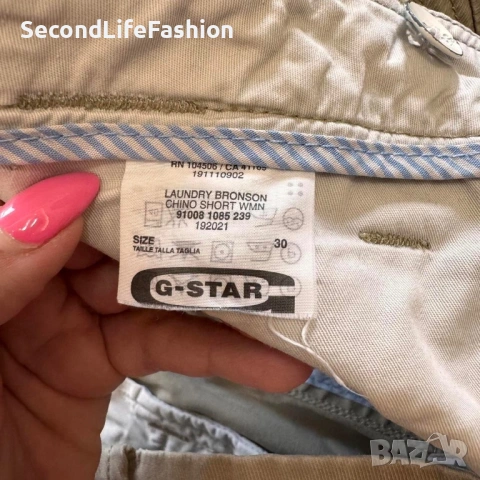 SecondLifeFashion
RN 104506 / CA 41169
191110902
LAUNDRY BRONSON
CHINO SHORT WMN
91008 1085 239
192021
SIZE 30
TAILLE TALLA TAGLIA
G-STAR
BAZAR